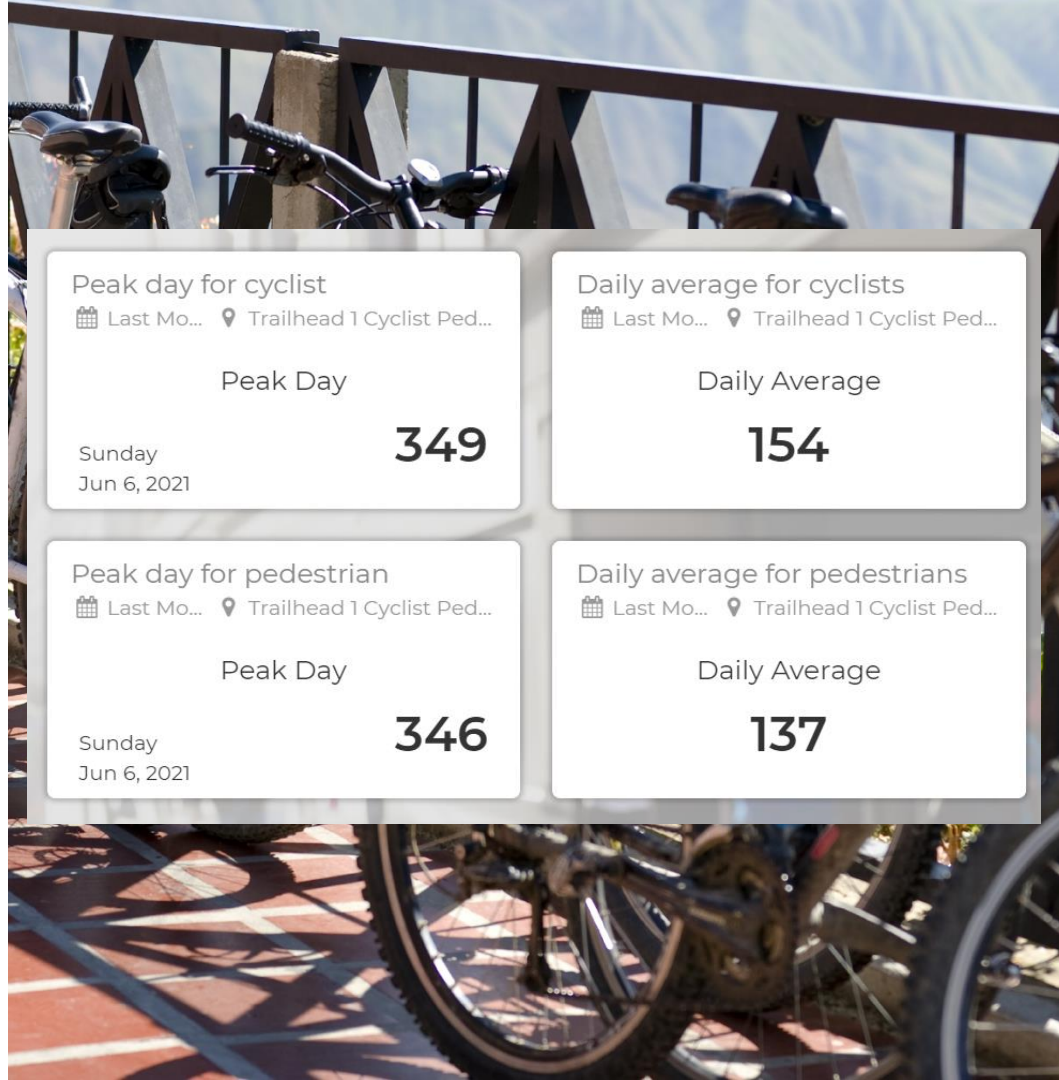 Peak day for cyclist
Last Mo... Trailhead 1 Cyclist Ped...
Peak Day
Sunday
349
Jun 6, 2021
Daily average for cyclists
Last Mo... Trailhead 1 Cyclist Ped...
Daily Average
154
Peak day for pedestrian
Last Mo... Trailhead 1 Cyclist Ped...
Peak Day
Sunday
346
Jun 6, 2021
Daily average for pedestrians
Last Mo... Trailhead 1 Cyclist Ped...
Daily Average
137